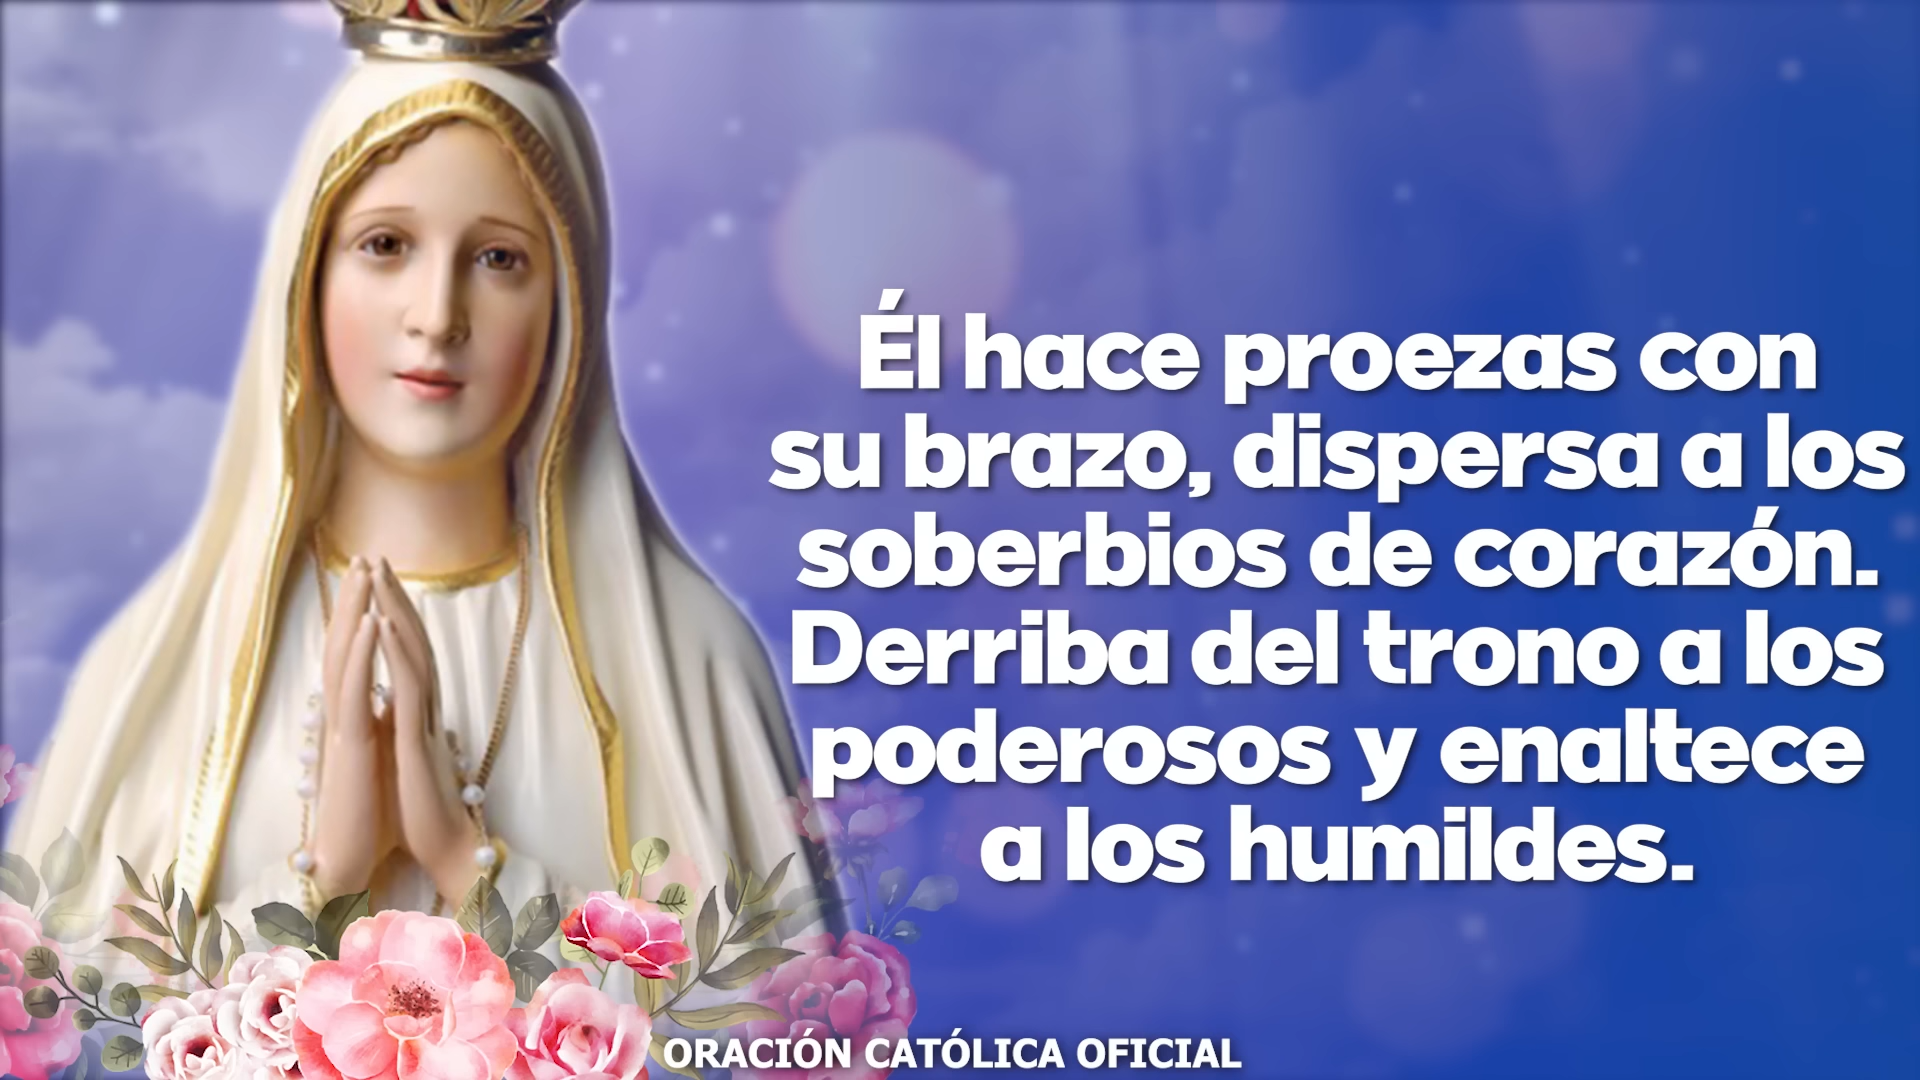 Él hace proezas con
su brazo, dispersa a los
soberbios de corazón.
Derriba del trono a los
poderosos y enaltece
a los humildes.
ORACIÓN CATÓLICA OFICIAL